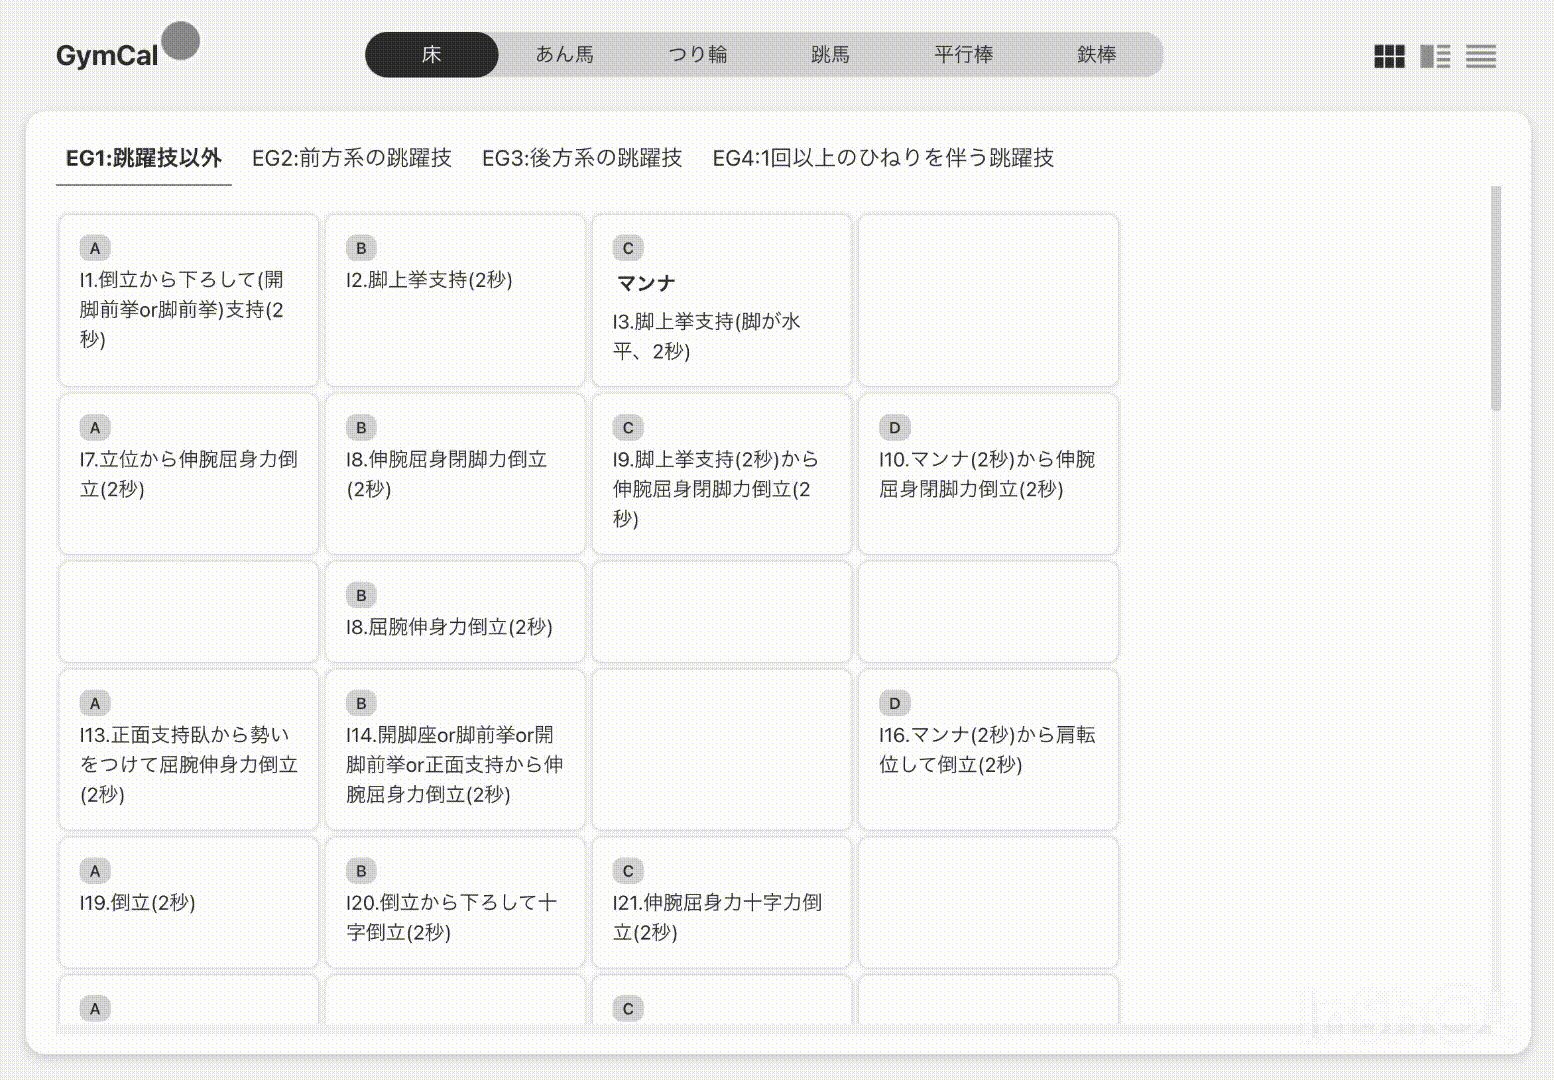 GymCal
床 あん馬 つり輪 跳馬 平行棒 鉄棒
EG1:跳躍技以外 EG2:前方系の跳躍技 EG3:後方系の跳躍技 EG4:1回以上のひねりを伴う跳躍技
A
I1.倒立から下ろして(開
脚前挙or脚前挙)支持(2
秒)
B
I2.脚上挙支持(2秒)
C
マンナ
I3.脚上挙支持(脚が水
平、2秒)
A
I7.立位から伸腕屈身力倒
立(2秒)
B
I8.伸腕屈身閉脚力倒立
(2秒)
C
I9.脚上挙支持(2秒)から
伸腕屈身閉脚力倒立(2
秒)
D
I10.マンナ(2秒)から伸腕
屈身閉脚力倒立(2秒)
B
I8.屈腕伸身力倒立(2秒)
A
I13.正面支持臥から勢い
をつけて屈腕伸身力倒立
(2秒)
B
I14.開脚座or脚前挙or開
脚前挙or正面支持から伸
腕屈身力倒立(2秒)
D
I16.マンナ(2秒)から肩転
位して倒立(2秒)
A
I19.倒立(2秒)
B
I20.倒立から下ろして十
字倒立(2秒)
C
I21.伸腕屈身力十字力倒
立(2秒)
A
C